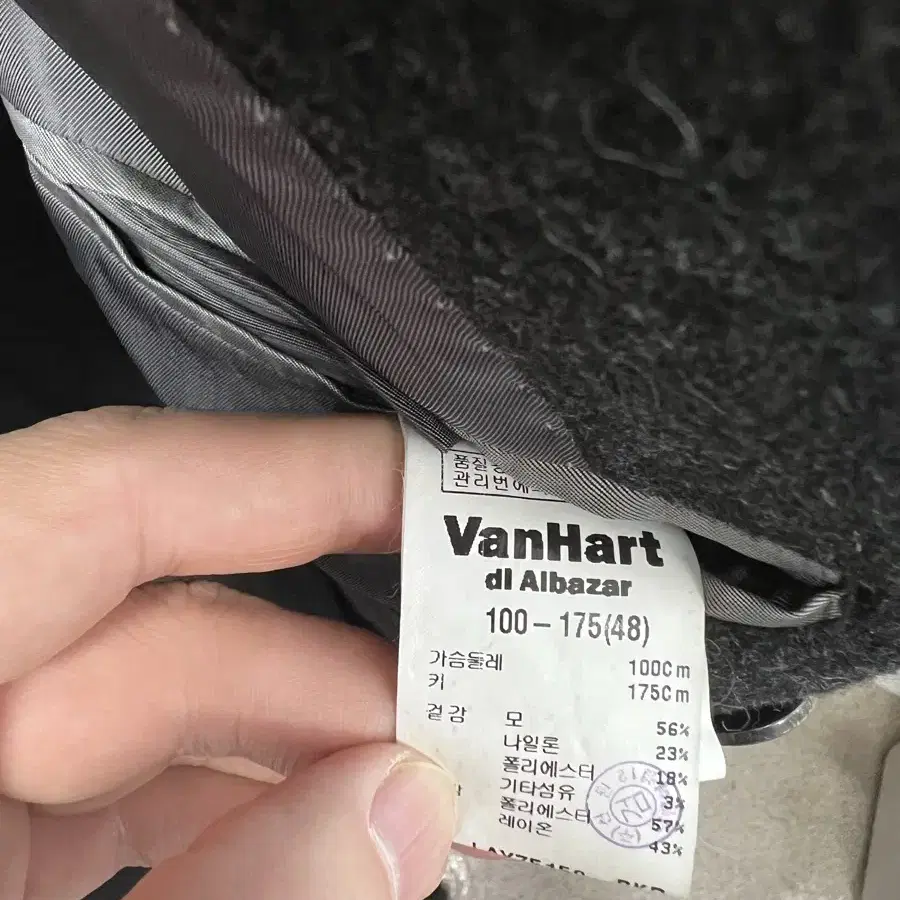 품질
관리번
VanHart
dI Albazar
100-175(48)
가슴둘레 100Cm
키 175Cm
겉감 모 56%
나일론 23%
폴리에스터 18%
기타섬유 3%
감 폴리에스터 57%
레이온 43%